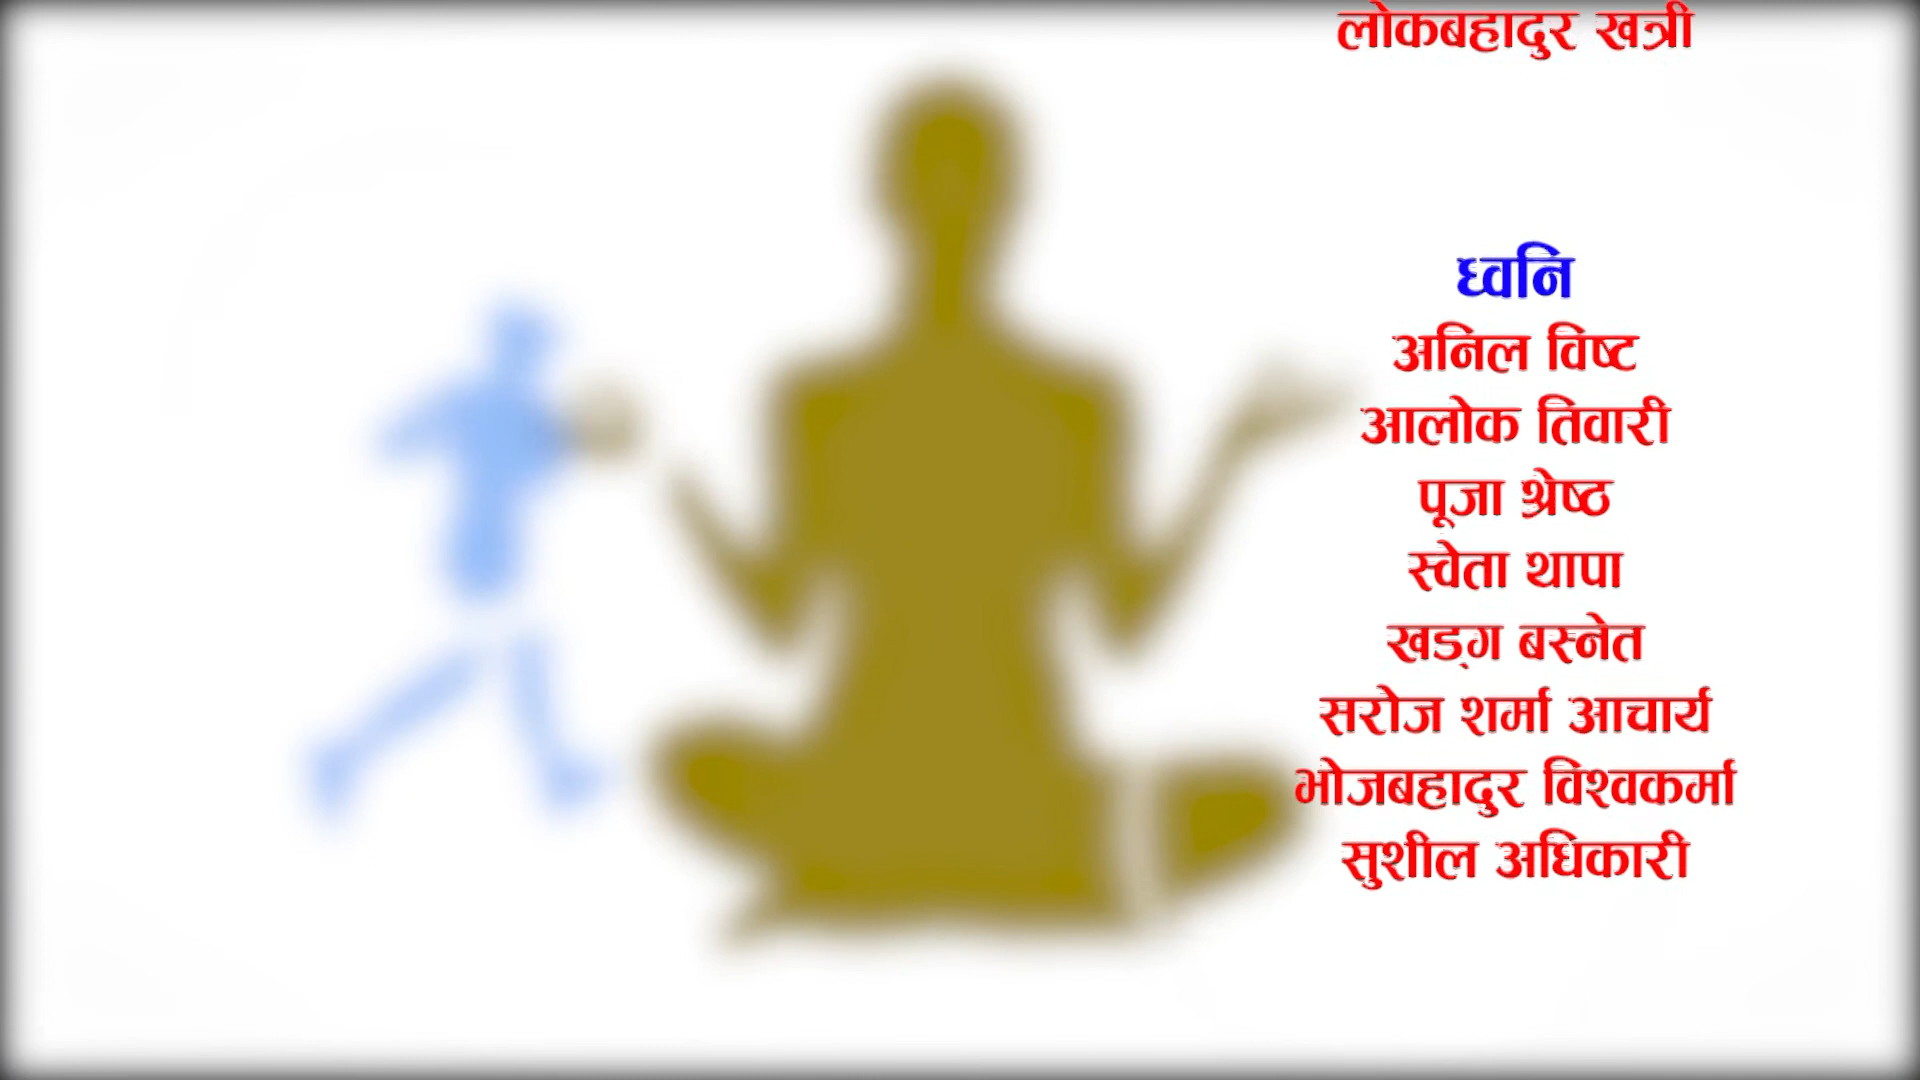 लोकबहादुर खत्री
ध्वनि
अनिल विष्ट
आलोक तिवारी
पूजा श्रेष्ठ
स्वेता थापा
खड्ग बस्नेत
सरोज शर्मा आचार्य
भोजबहादुर विश्वकर्मा
सुशील अधिकारी